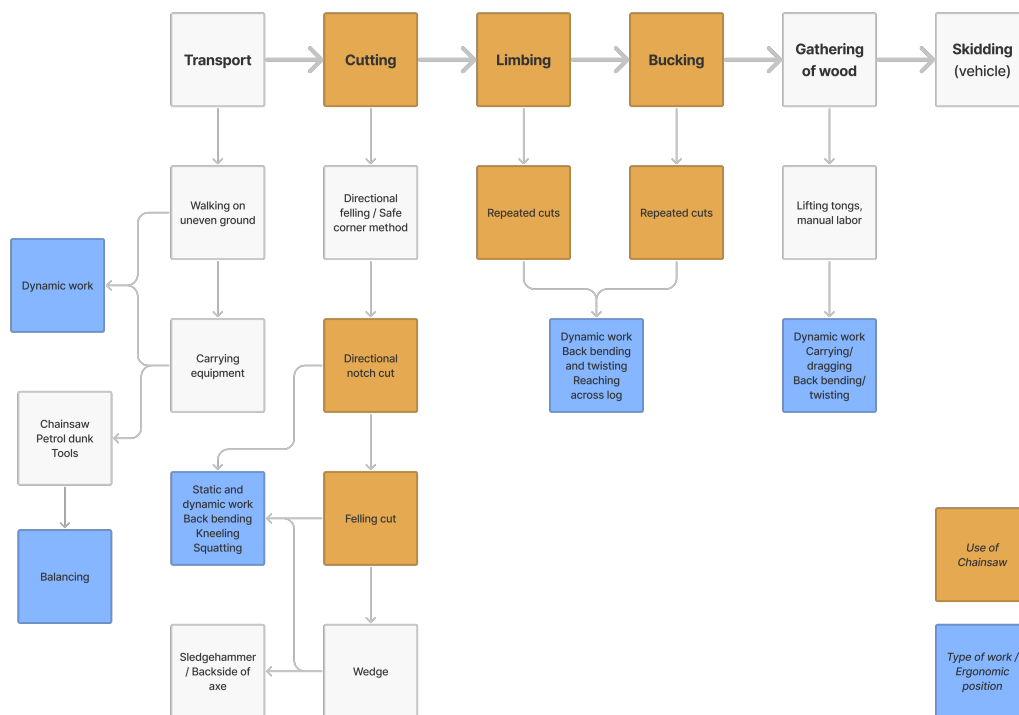 Transport
Cutting
Limbing
Bucking
Gathering
of wood
Skidding
(vehicle)
Walking on
uneven ground
Directional
felling / Safe
corner method
Repeated cuts
Repeated cuts
Lifting tongs,
manual labor
Dynamic work
Carrying
equipment
Directional
notch cut
Dynamic work
Back bending
and twisting
Reaching
across log
Dynamic work
Carrying/
dragging
Back bending/
twisting
Chainsaw
Petrol dunk
Tools
Static and
dynamic work
Back bending
Kneeling
Squatting
Felling cut
Balancing
Use of
Chainsaw
Sledgehammer
/ Backside of
axe
Wedge
Type of work /
Ergonomic
position